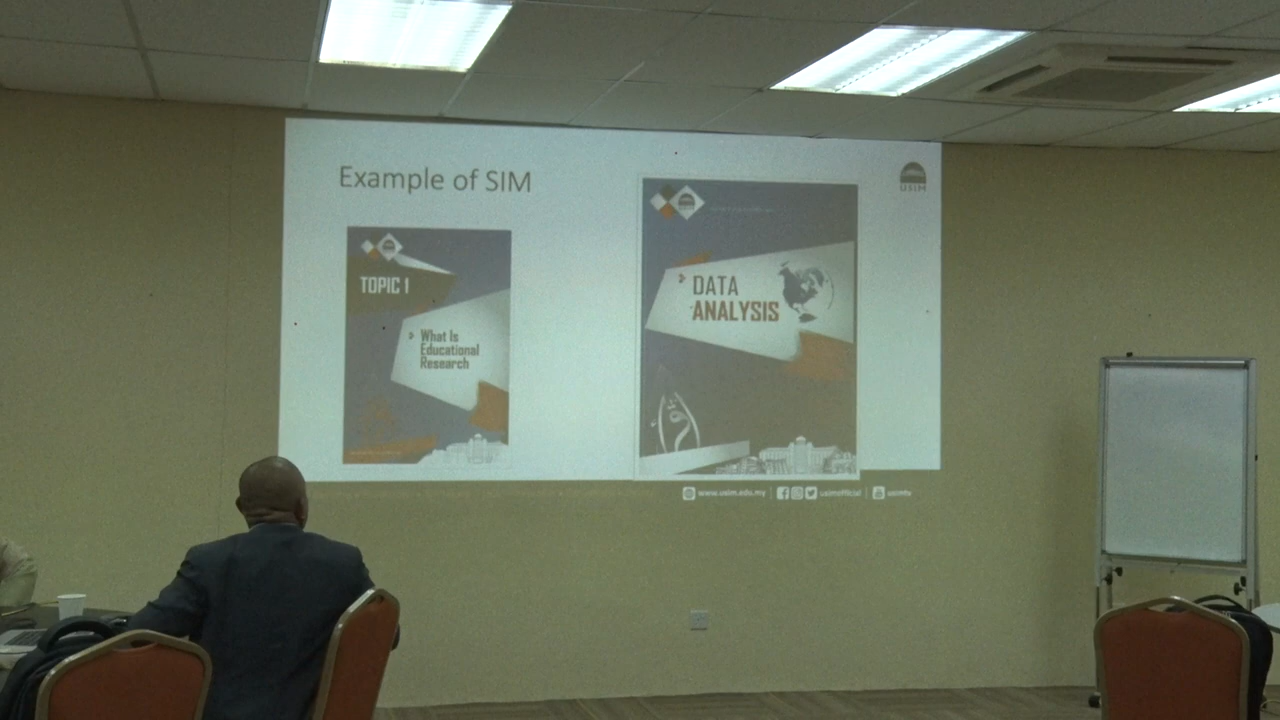 Example of SIM
USIM
TOPIC 1
What Is
Educational
Research
DATA
ANALYSIS
www.usim.edu.my
usimofficial
usimtv